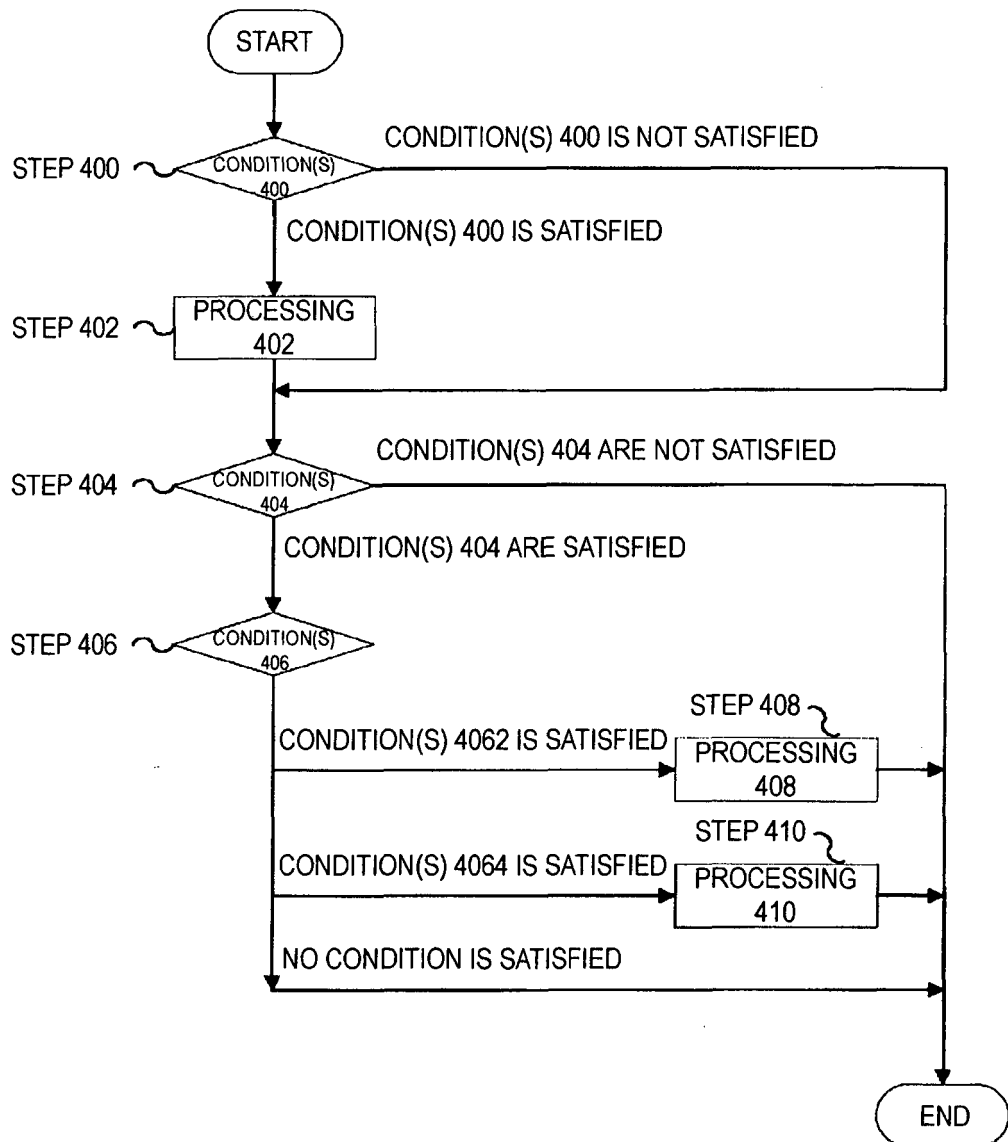 START
CONDITION(S) 400 IS NOT SATISFIED
STEP 400
CONDITION(S)
400
CONDITION(S) 400 IS SATISFIED
STEP 402
PROCESSING
402
CONDITION(S) 404 ARE NOT SATISFIED
STEP 404
CONDITION(S)
404
CONDITION(S) 404 ARE SATISFIED
STEP 406
CONDITION(S)
406
STEP 408
CONDITION(S) 4062 IS SATISFIED
PROCESSING
408
STEP 410
CONDITION(S) 4064 IS SATISFIED
PROCESSING
410
NO CONDITION IS SATISFIED
END